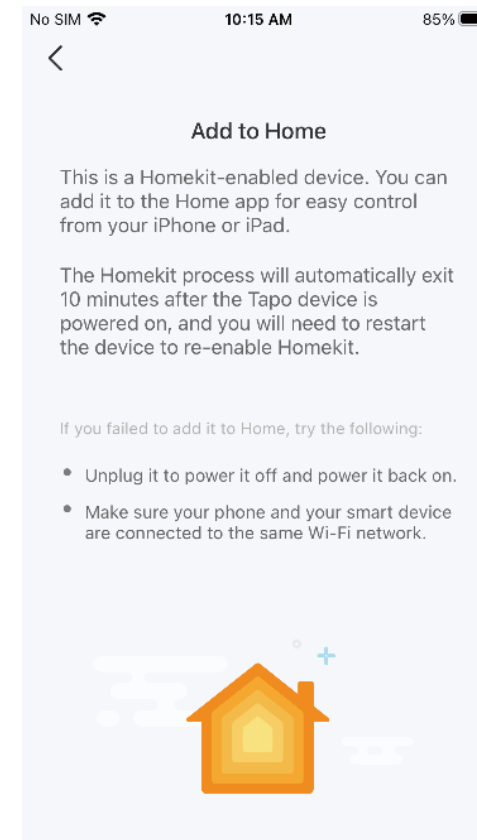 No SIM 10:15 AM 85%
Add to Home
This is a Homekit-enabled device. You can
add it to the Home app for easy control
from your iPhone or iPad.
The Homekit process will automatically exit
10 minutes after the Tapo device is
powered on, and you will need to restart
the device to re-enable Homekit.
If you failed to add it to Home, try the following:
Unplug it to power it off and power it back on.
Make sure your phone and your smart device
are connected to the same Wi-Fi network.